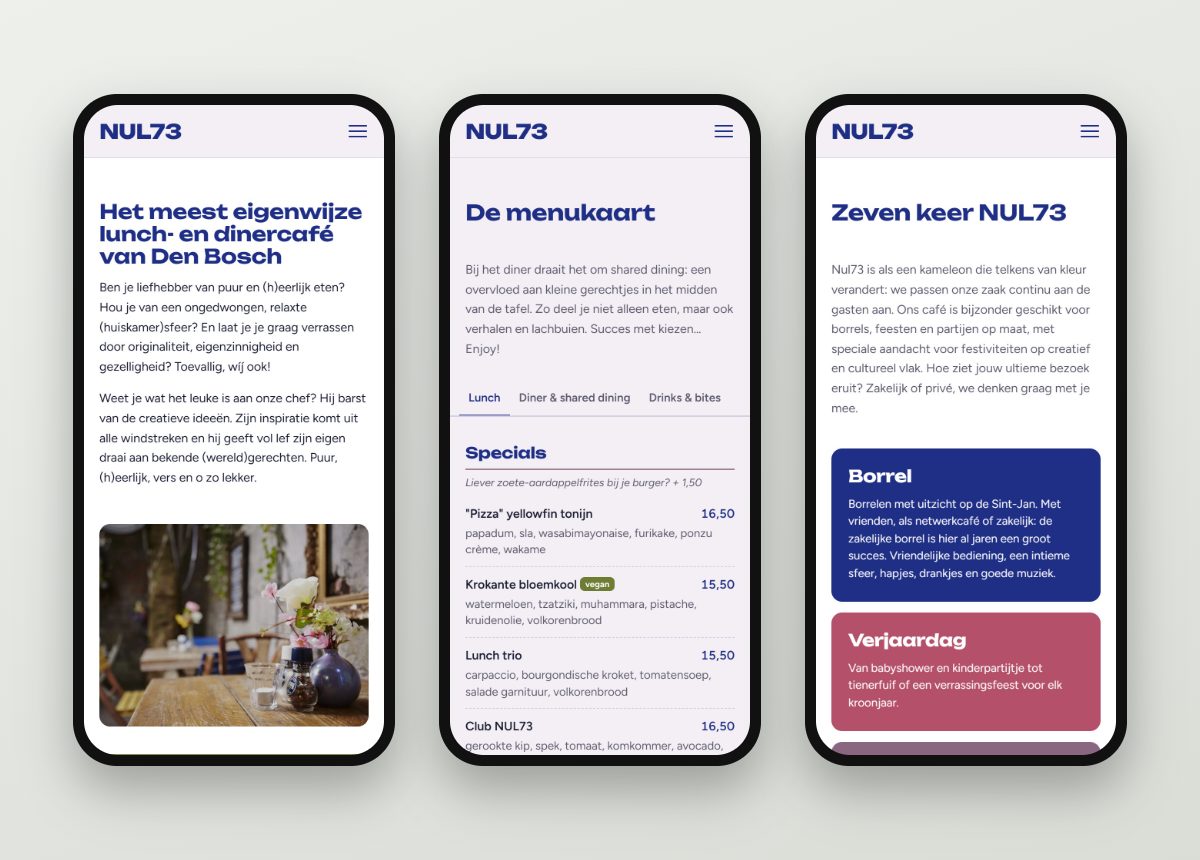 NUL73
Het meest eigenwijze
lunch- en dinercafé
van Den Bosch
Ben je liefhebber van puur en (h)eerlijk eten?
Hou je van een ongedwongen, relaxte
(huiskamer)sfeer? En laat je je graag verrassen
door originaliteit, eigenzinnigheid en
gezelligheid? Toevallig, wíj ook!
Weet je wat het leuke is aan onze chef? Hij barst
van de creatieve ideeën. Zijn inspiratie komt uit
alle windstreken en hij geeft vol lef zijn eigen
draai aan bekende (wereld)gerechten. Puur,
(h)eerlijk, vers en o zo lekker.
NUL73
De menukaart
Bij het diner draait het om shared dining: een
overvloed aan kleine gerechtjes in het midden
van de tafel. Zo deel je niet alleen eten, maar ook
verhalen en lachbuien. Succes met kiezen...
Enjoy!
Lunch Diner & shared dining Drinks & bites
Specials
Liever zoete-aardappelfrites bij je burger? + 1,50
"Pizza" yellowfin tonijn 16,50
papadum, sla, wasabimayonaise, furikake, ponzu
crème, wakame
Krokante bloemkool vegan 15,50
watermeloen, tzatziki, muhammara, pistache,
kruidenolie, volkorenbrood
Lunch trio 15,50
carpaccio, bourgondische kroket, tomatensoep,
salade garnituur, volkorenbrood
Club NUL73 16,50
gerookte kip, spek, tomaat, komkommer, avocado,
NUL73
Zeven keer NUL73
Nul73 is als een kameleon die telkens van kleur
verandert: we passen onze zaak continu aan de
gasten aan. Ons café is bijzonder geschikt voor
borrels, feesten en partijen op maat, met
speciale aandacht voor festiviteiten op creatief
en cultureel vlak. Hoe ziet jouw ultieme bezoek
eruit? Zakelijk of privé, we denken graag met je
mee.
Borrel
Borrelen met uitzicht op de Sint-Jan. Met
vrienden, als netwerkcafé of zakelijk: de
zakelijke borrel is hier al jaren een groot
succes. Vriendelijke bediening, een intieme
sfeer, hapjes, drankjes en goede muziek.
Verjaardag
Van babyshower en kinderpartijtje tot
tienerfuif of een verrassingsfeest voor elk
kroonjaar.